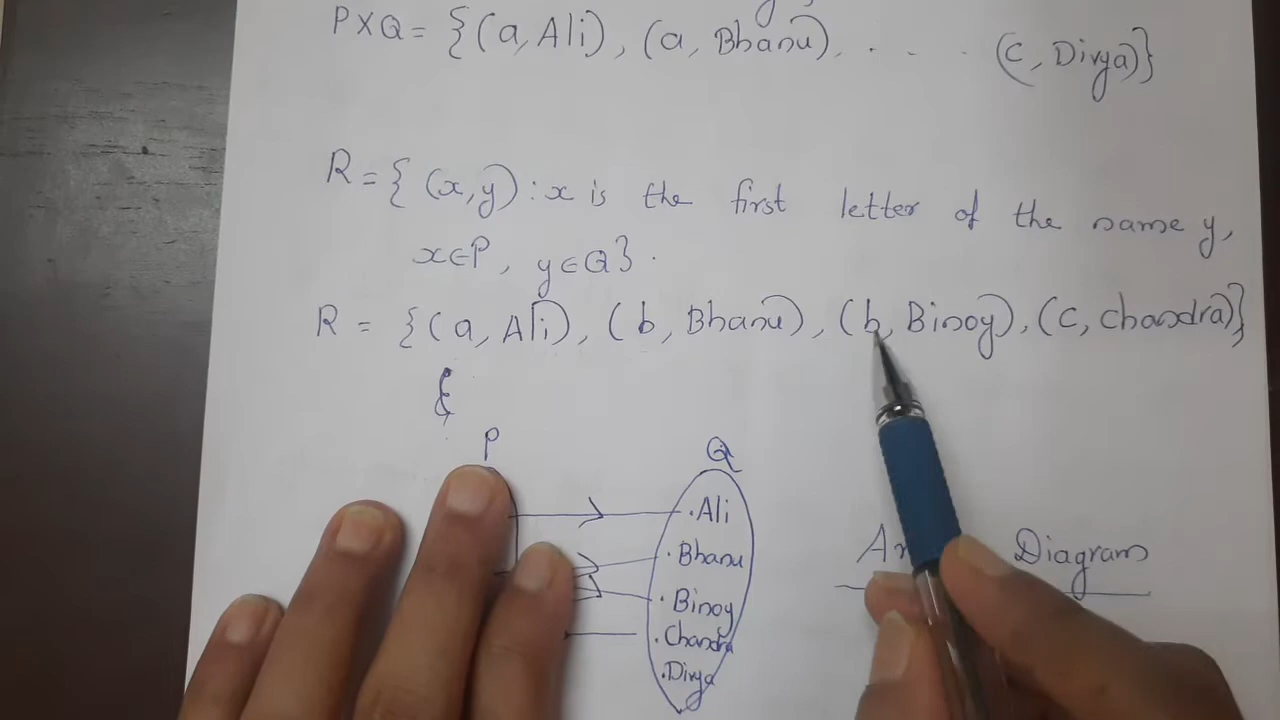 P×Q = {(a, Ali), (a, Bhanu), . . . (c, Divya)}
R = { (x,y) : x is the first letter of the name y,
x∈P, y∈Q} .
R = {(a, Ali), (b, Bhanu), (b, Binoy), (c, Chandra)}
{
P Q
.Ali
.Bhanu
.Binoy
.Chandra
.Divya
Diagram